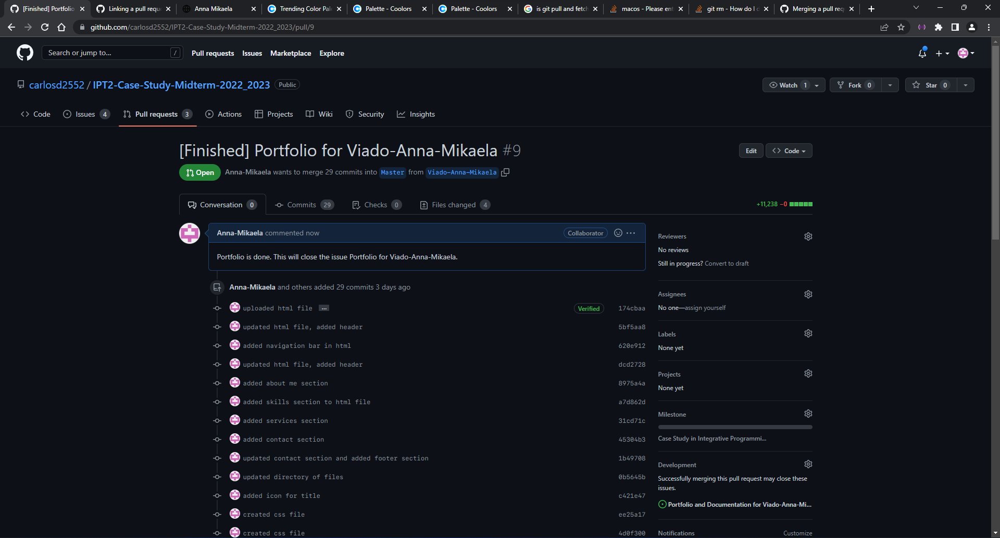 [Finished] Portfolio
Linking a pull requ
Anna Mikaela
Trending Color Pal
Palette - Coolors
Palette - Coolors
is git pull and fetch
macos - Please ent
git rm - How do I
Merging a pull req
github.com/carlosd2552/IPT2-Case-Study-Midterm-2022_2023/pull/9
Search or jump to... /
Pull requests Issues Marketplace Explore
carlosd2552 / IPT2-Case-Study-Midterm-2022_2023 Public
Watch 1 Fork 0 Star 0
Code Issues 4 Pull requests 3 Actions Projects Wiki Security Insights
[Finished] Portfolio for Viado-Anna-Mikaela #9
Edit <> Code
Open Anna-Mikaela wants to merge 29 commits into Master from Viado-Anna-Mikaela
Conversation 0 Commits 29 Checks 0 Files changed 4
+11,238 −0
Anna-Mikaela commented now Collaborator
Portfolio is done. This will close the issue Portfolio for Viado-Anna-Mikaela.
Anna-Mikaela and others added 29 commits 3 days ago
uploaded html file ... Verified 174cbaa
updated html file, added header 5bf5aa8
added navigation bar in html 620e912
updated html file, added header dcd2728
added about me section 8975a4a
added skills section to html file a7d862d
added services section 31cd71c
added contact section 45304b3
updated contact section and added footer section 1b49708
updated directory of files 0b5645b
added icon for title c421e47
created css file ee25a17
created css file 4d0f300
Reviewers
No reviews
Still in progress? Convert to draft
Assignees
No one—assign yourself
Labels
None yet
Projects
None yet
Milestone
Case Study in Integrative Programmi...
Development
Successfully merging this pull request may close these
issues.
Portfolio and Documentation for Viado-Anna-Mi...
Notifications Customize